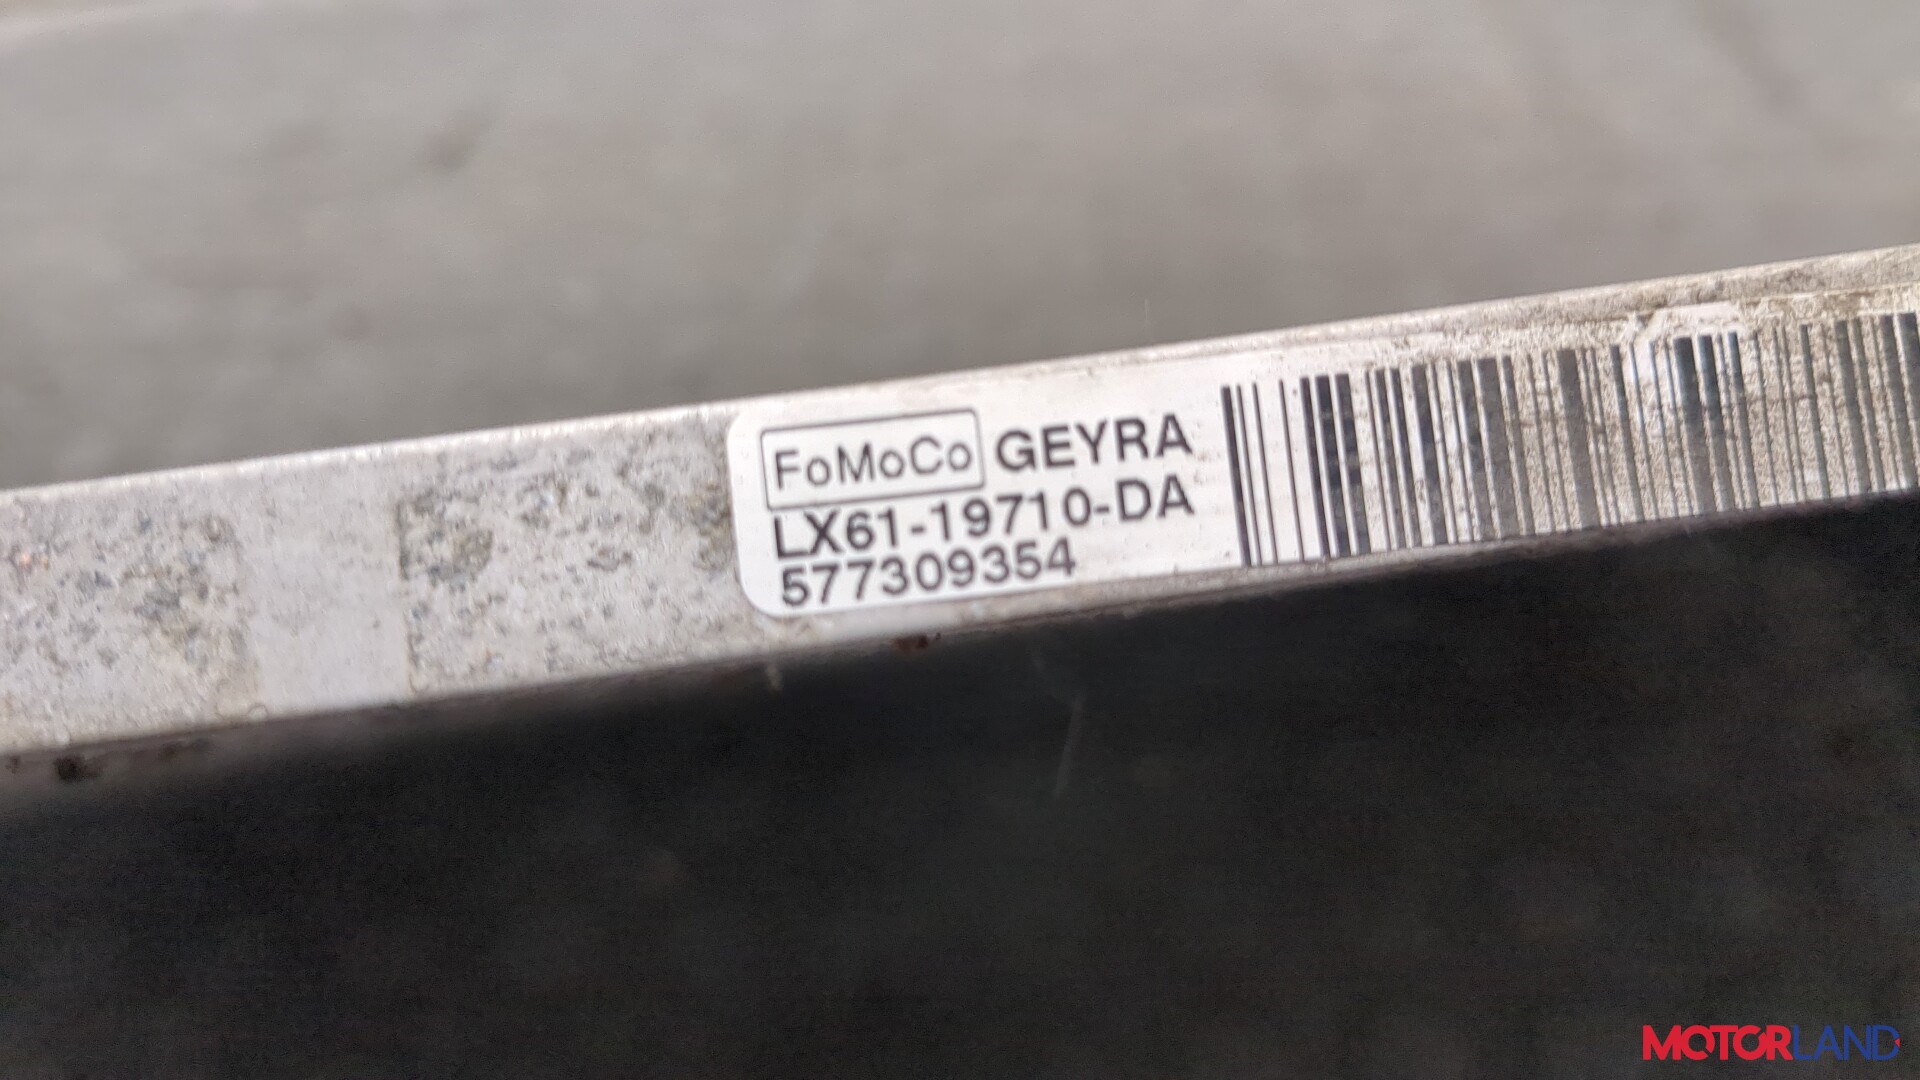 FoMoCo GEYRA
LX61-19710-DA
577309354
MOTORLAND